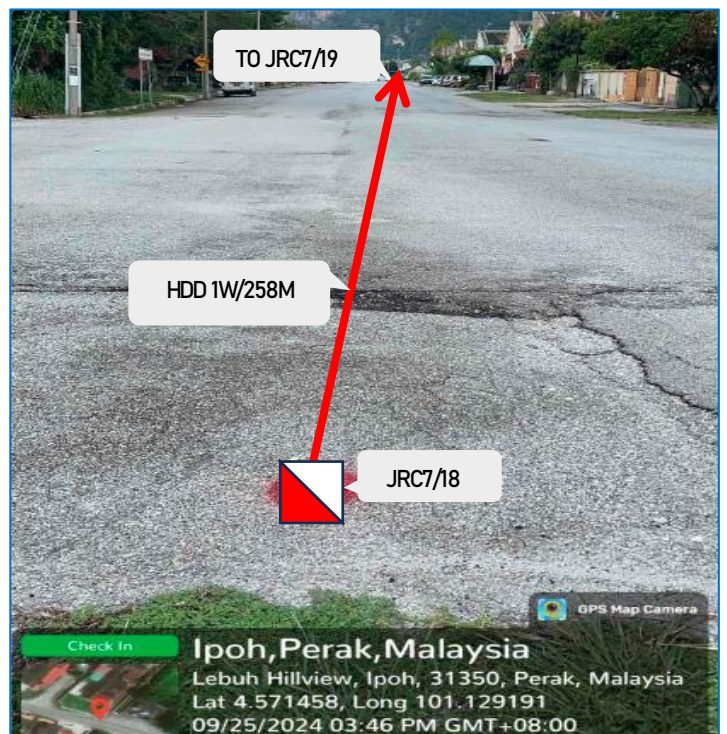 TO JRC7/19
HDD 1W/258M
JRC7/18
GPS Map Camera
Check In
Ipoh,Perak,Malaysia
Lebuh Hillview, Ipoh, 31350, Perak, Malaysia
Lat 4.571458, Long 101.129191
09/25/2024 03:46 PM GMT+08:00